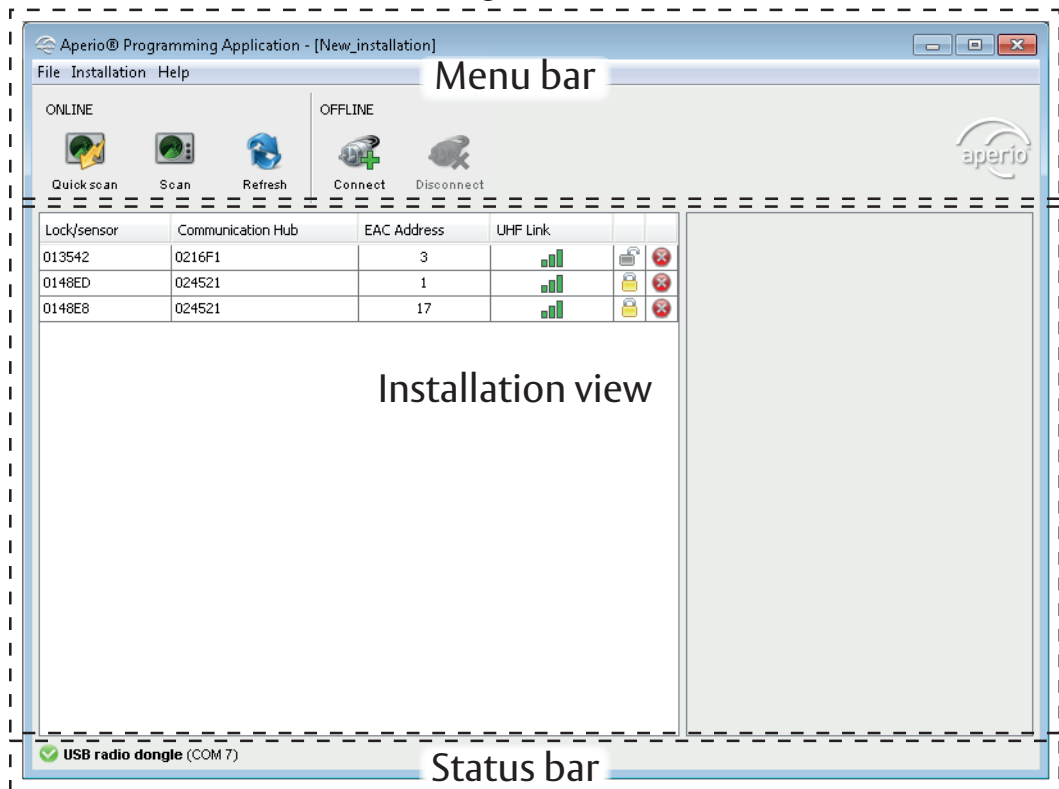 Aperio® Programming Application - [New_installation]
File Installation Help
Menu bar
ONLINE
OFFLINE
aperio
Quick scan
Scan
Refresh
Connect
Disconnect
Lock/sensor Communication Hub EAC Address UHF Link
013542 0216F1 3
0148ED 024521 1
0148E8 024521 17
Installation view
USB radio dongle (COM 7)
Status bar